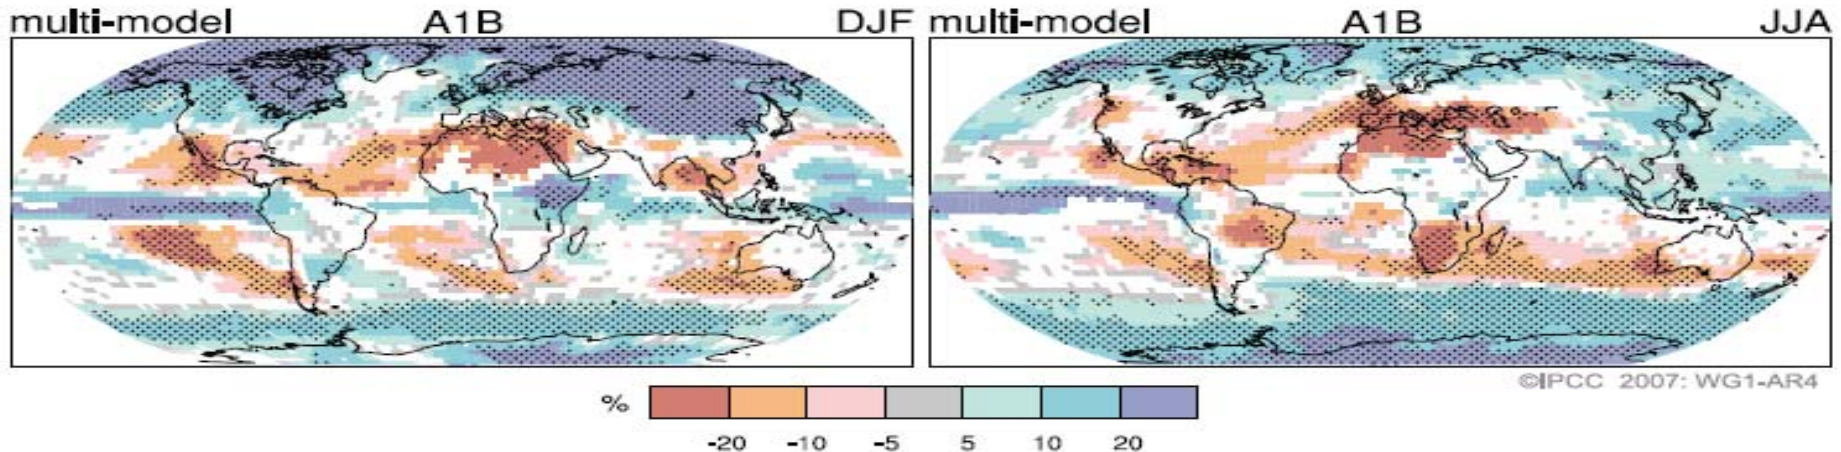 multi-model A1B DJF multi-model A1B JJA
©IPCC 2007: WG1-AR4
%
-20 -10 -5 5 10 20